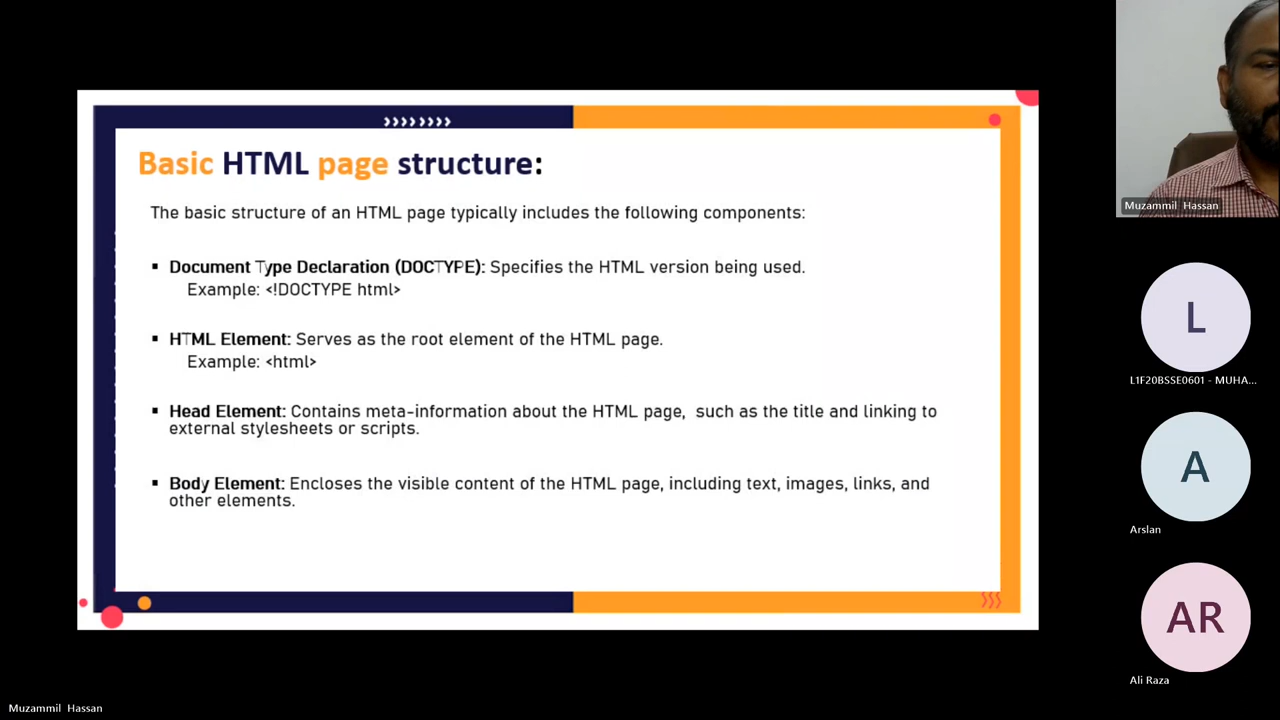 Basic HTML page structure:
The basic structure of an HTML page typically includes the following components:
▪ Document Type Declaration (DOCTYPE): Specifies the HTML version being used.
Example: <!DOCTYPE html>
▪ HTML Element: Serves as the root element of the HTML page.
Example: <html>
▪ Head Element: Contains meta-information about the HTML page, such as the title and linking to
external stylesheets or scripts.
▪ Body Element: Encloses the visible content of the HTML page, including text, images, links, and
other elements.
Muzammil Hassan
L
L1F20BSSE0601 - MUHA...
A
Arslan
AR
Ali Raza
Muzammil Hassan